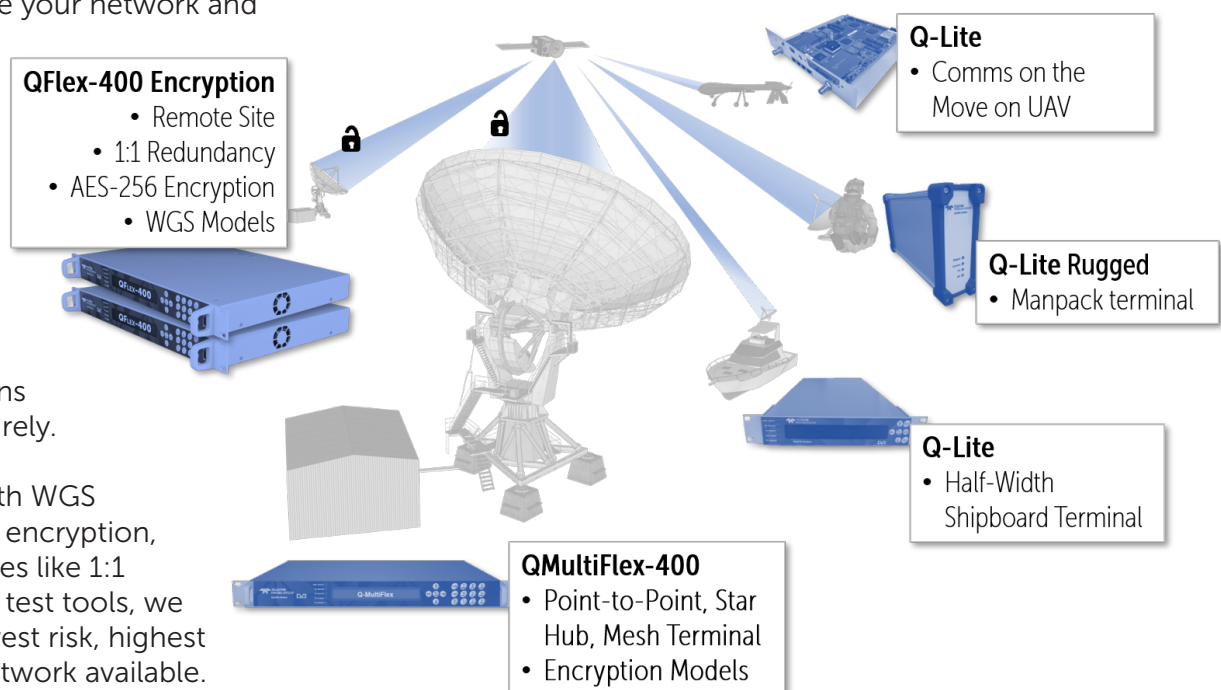 e your network and
QFlex-400 Encryption
• Remote Site
• 1:1 Redundancy
• AES-256 Encryption
• WGS Models
QFLEX-400
QFLEX-400
Q-Lite
• Comms on the
Move on UAV
Q-Lite Rugged
• Manpack terminal
Q-Lite
• Half-Width
Shipboard Terminal
ns
rely.
th WGS
encryption,
es like 1:1
test tools, we
est risk, highest
twork available.
Q-MultiFlex
QMultiFlex-400
• Point-to-Point, Star
Hub, Mesh Terminal
• Encryption Models